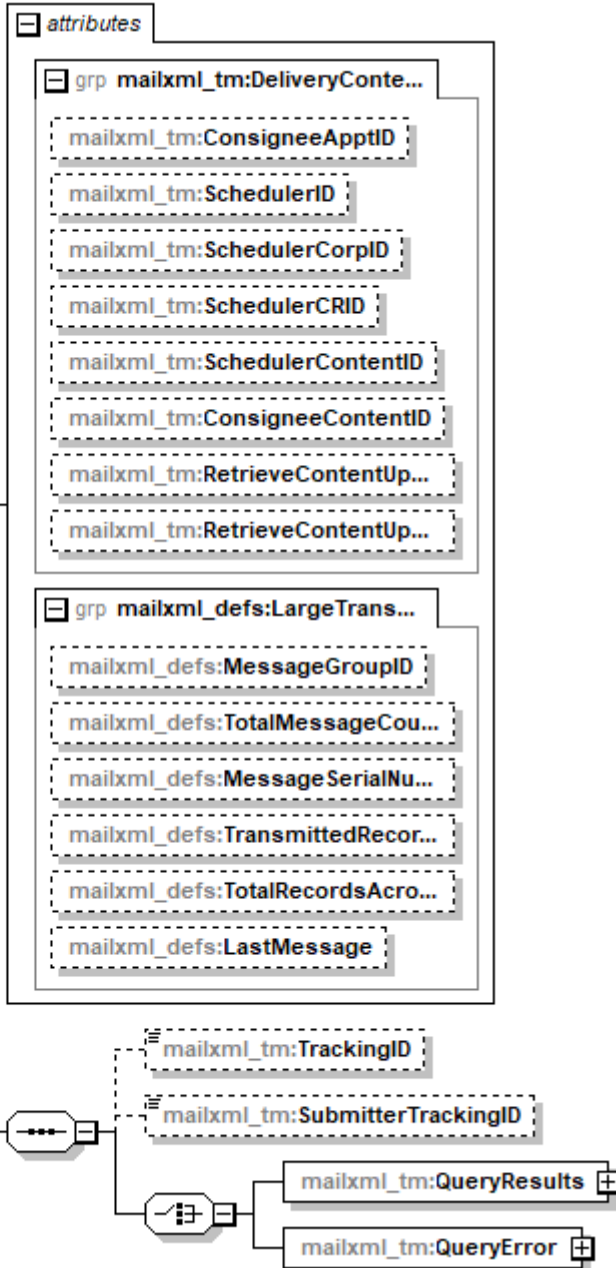 attributes
grp mailxml_tm:DeliveryConte...
mailxml_tm:ConsigneeApptID
mailxml_tm:SchedulerID
mailxml_tm:SchedulerCorpID
mailxml_tm:SchedulerCRID
mailxml_tm:SchedulerContentID
mailxml_tm:ConsigneeContentID
mailxml_tm:RetrieveContentUp...
mailxml_tm:RetrieveContentUp...
grp mailxml_defs:LargeTrans...
mailxml_defs:MessageGroupID
mailxml_defs:TotalMessageCou...
mailxml_defs:MessageSerialNu...
mailxml_defs:TransmittedRecor...
mailxml_defs:TotalRecordsAcro...
mailxml_defs:LastMessage
mailxml_tm:TrackingID
mailxml_tm:SubmitterTrackingID
mailxml_tm:QueryResults
mailxml_tm:QueryError